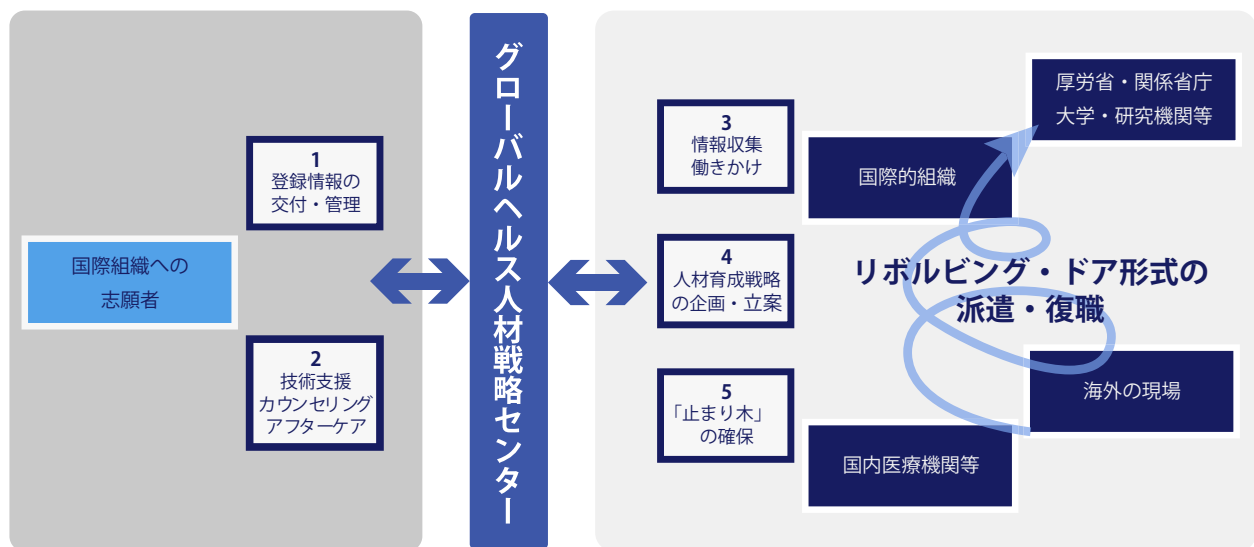 国際組織への
志願者
1
登録情報の
交付・管理
2
技術支援
カウンセリング
アフターケア
グローバルヘルス人材戦略センター
3
情報収集
働きかけ
4
人材育成戦略
の企画・立案
5
「止まり木」
の確保
厚労省・関係省庁
大学・研究機関等
国際的組織
リボルビング・ドア形式の
派遣・復職
海外の現場
国内医療機関等